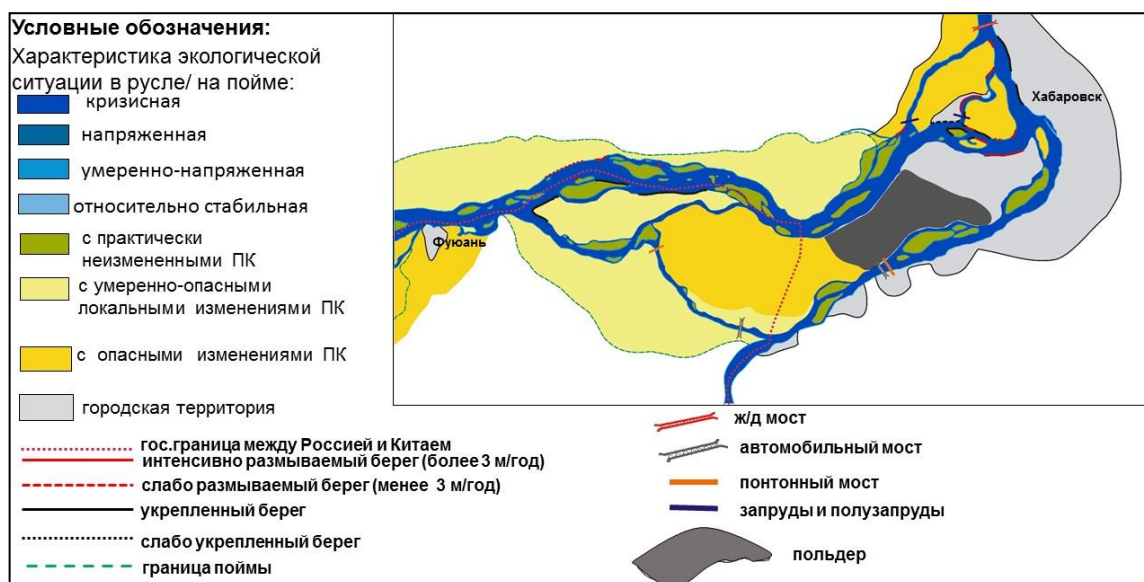 Условные обозначения:
Характеристика экологической
ситуации в русле/ на пойме:
кризисная
напряженная
умеренно-напряженная
относительно стабильная
с практически
неизмененными ПК
с умеренно-опасными
локальными изменениями ПК
с опасными изменениями ПК
городская территория
гос.граница между Россией и Китаем
интенсивно размываемый берег (более 3 м/год)
слабо размываемый берег (менее 3 м/год)
укрепленный берег
слабо укрепленный берег
граница поймы
Хабаровск
Фуюань
ж/д мост
автомобильный мост
понтонный мост
запруды и полузапруды
польдер